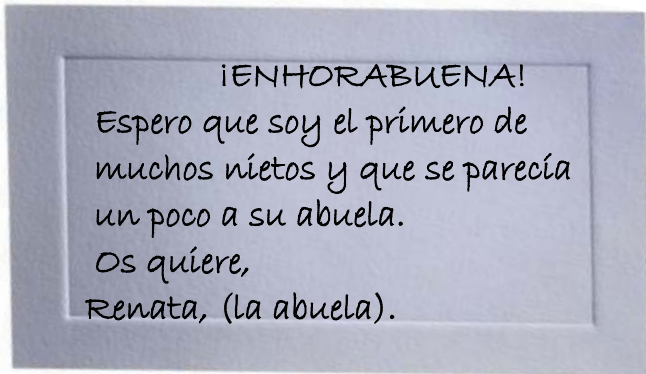 ¡ENHORABUENA!
Espero que soy el primero de
muchos nietos y que se parecía
un poco a su abuela.
Os quiere,
Renata, (la abuela).